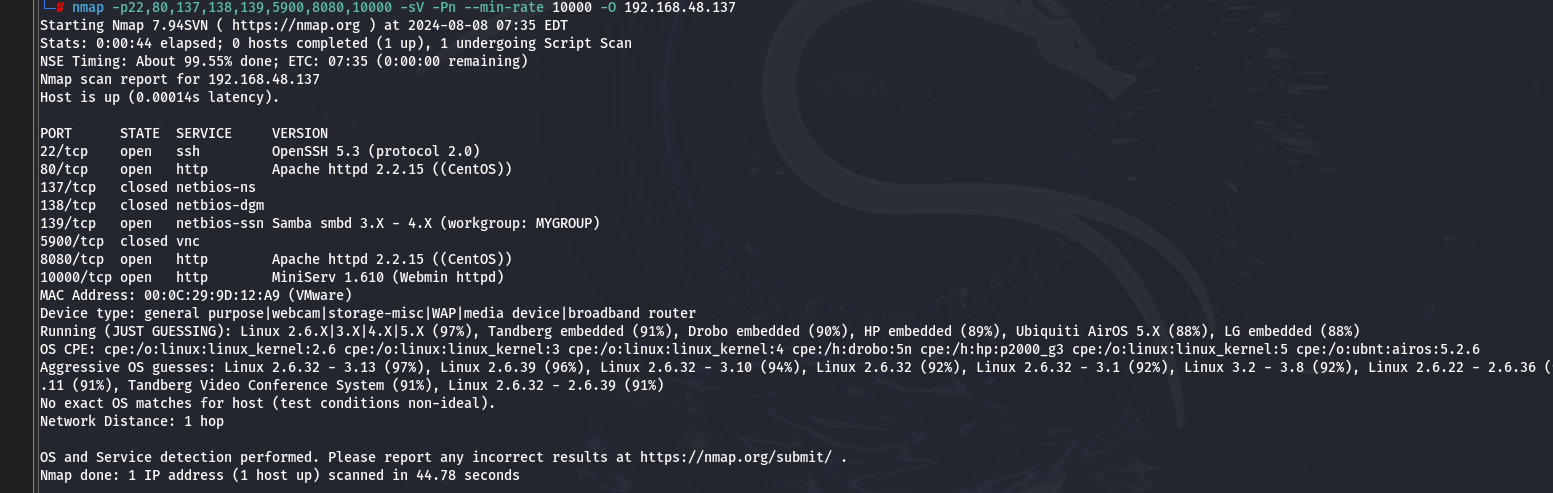 └─# nmap -p22,80,137,138,139,5900,8080,10000 -sV -Pn --min-rate 10000 -O 192.168.48.137
Starting Nmap 7.94SVN ( https://nmap.org ) at 2024-08-08 07:35 EDT
Stats: 0:00:44 elapsed; 0 hosts completed (1 up), 1 undergoing Script Scan
NSE Timing: About 99.55% done; ETC: 07:35 (0:00:00 remaining)
Nmap scan report for 192.168.48.137
Host is up (0.00014s latency).
PORT      STATE  SERVICE     VERSION
22/tcp    open   ssh         OpenSSH 5.3 (protocol 2.0)
80/tcp    open   http        Apache httpd 2.2.15 ((CentOS))
137/tcp   closed netbios-ns
138/tcp   closed netbios-dgm
139/tcp   open   netbios-ssn Samba smbd 3.X - 4.X (workgroup: MYGROUP)
5900/tcp  closed vnc
8080/tcp  open   http        Apache httpd 2.2.15 ((CentOS))
10000/tcp open   http        MiniServ 1.610 (Webmin httpd)
MAC Address: 00:0C:29:9D:12:A9 (VMware)
Device type: general purpose|webcam|storage-misc|WAP|media device|broadband router
Running (JUST GUESSING): Linux 2.6.X|3.X|4.X|5.X (97%), Tandberg embedded (91%), Drobo embedded (90%), HP embedded (89%), Ubiquiti AirOS 5.X (88%), LG embedded (88%)
OS CPE: cpe:/o:linux:linux_kernel:2.6 cpe:/o:linux:linux_kernel:3 cpe:/o:linux:linux_kernel:4 cpe:/h:drobo:5n cpe:/h:hp:p2000_g3 cpe:/o:linux:linux_kernel:5 cpe:/o:ubnt:airos:5.2.6
Aggressive OS guesses: Linux 2.6.32 - 3.13 (97%), Linux 2.6.39 (96%), Linux 2.6.32 - 3.10 (94%), Linux 2.6.32 (92%), Linux 2.6.32 - 3.1 (92%), Linux 3.2 - 3.8 (92%), Linux 2.6.22 - 2.6.36 (
.11 (91%), Tandberg Video Conference System (91%), Linux 2.6.32 - 2.6.39 (91%)
No exact OS matches for host (test conditions non-ideal).
Network Distance: 1 hop
OS and Service detection performed. Please report any incorrect results at https://nmap.org/submit/ .
Nmap done: 1 IP address (1 host up) scanned in 44.78 seconds